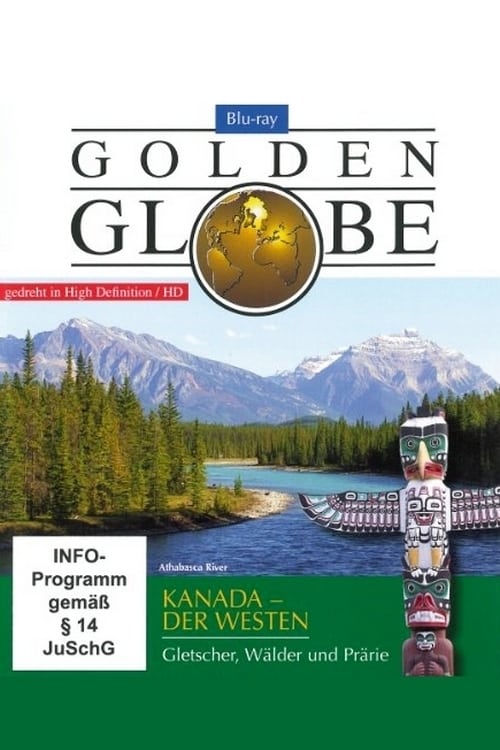 Blu-ray
GOLDEN
GLOBE
gedreht in High Definition / HD
Athabasca River
INFO-
Programm
gemäß
§ 14
JuSchG
KANADA –
DER WESTEN
Gletscher, Wälder und Prärie